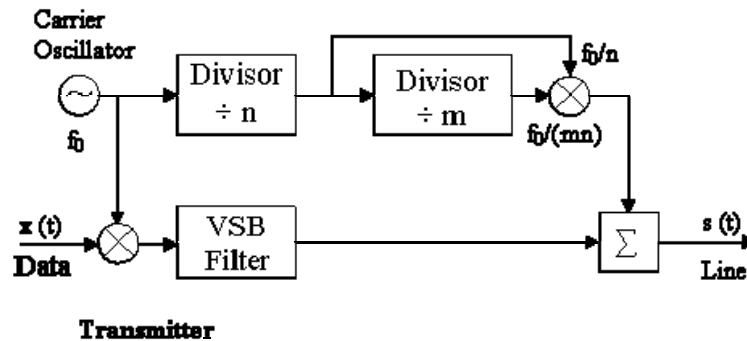 Carrier
Oscillator
~
f₀
Divisor
÷ n
Divisor
÷ m
f₀/n
f₀/(mn)
x (t)
Data
VSB
Filter
Σ
s (t)
Line
Transmitter